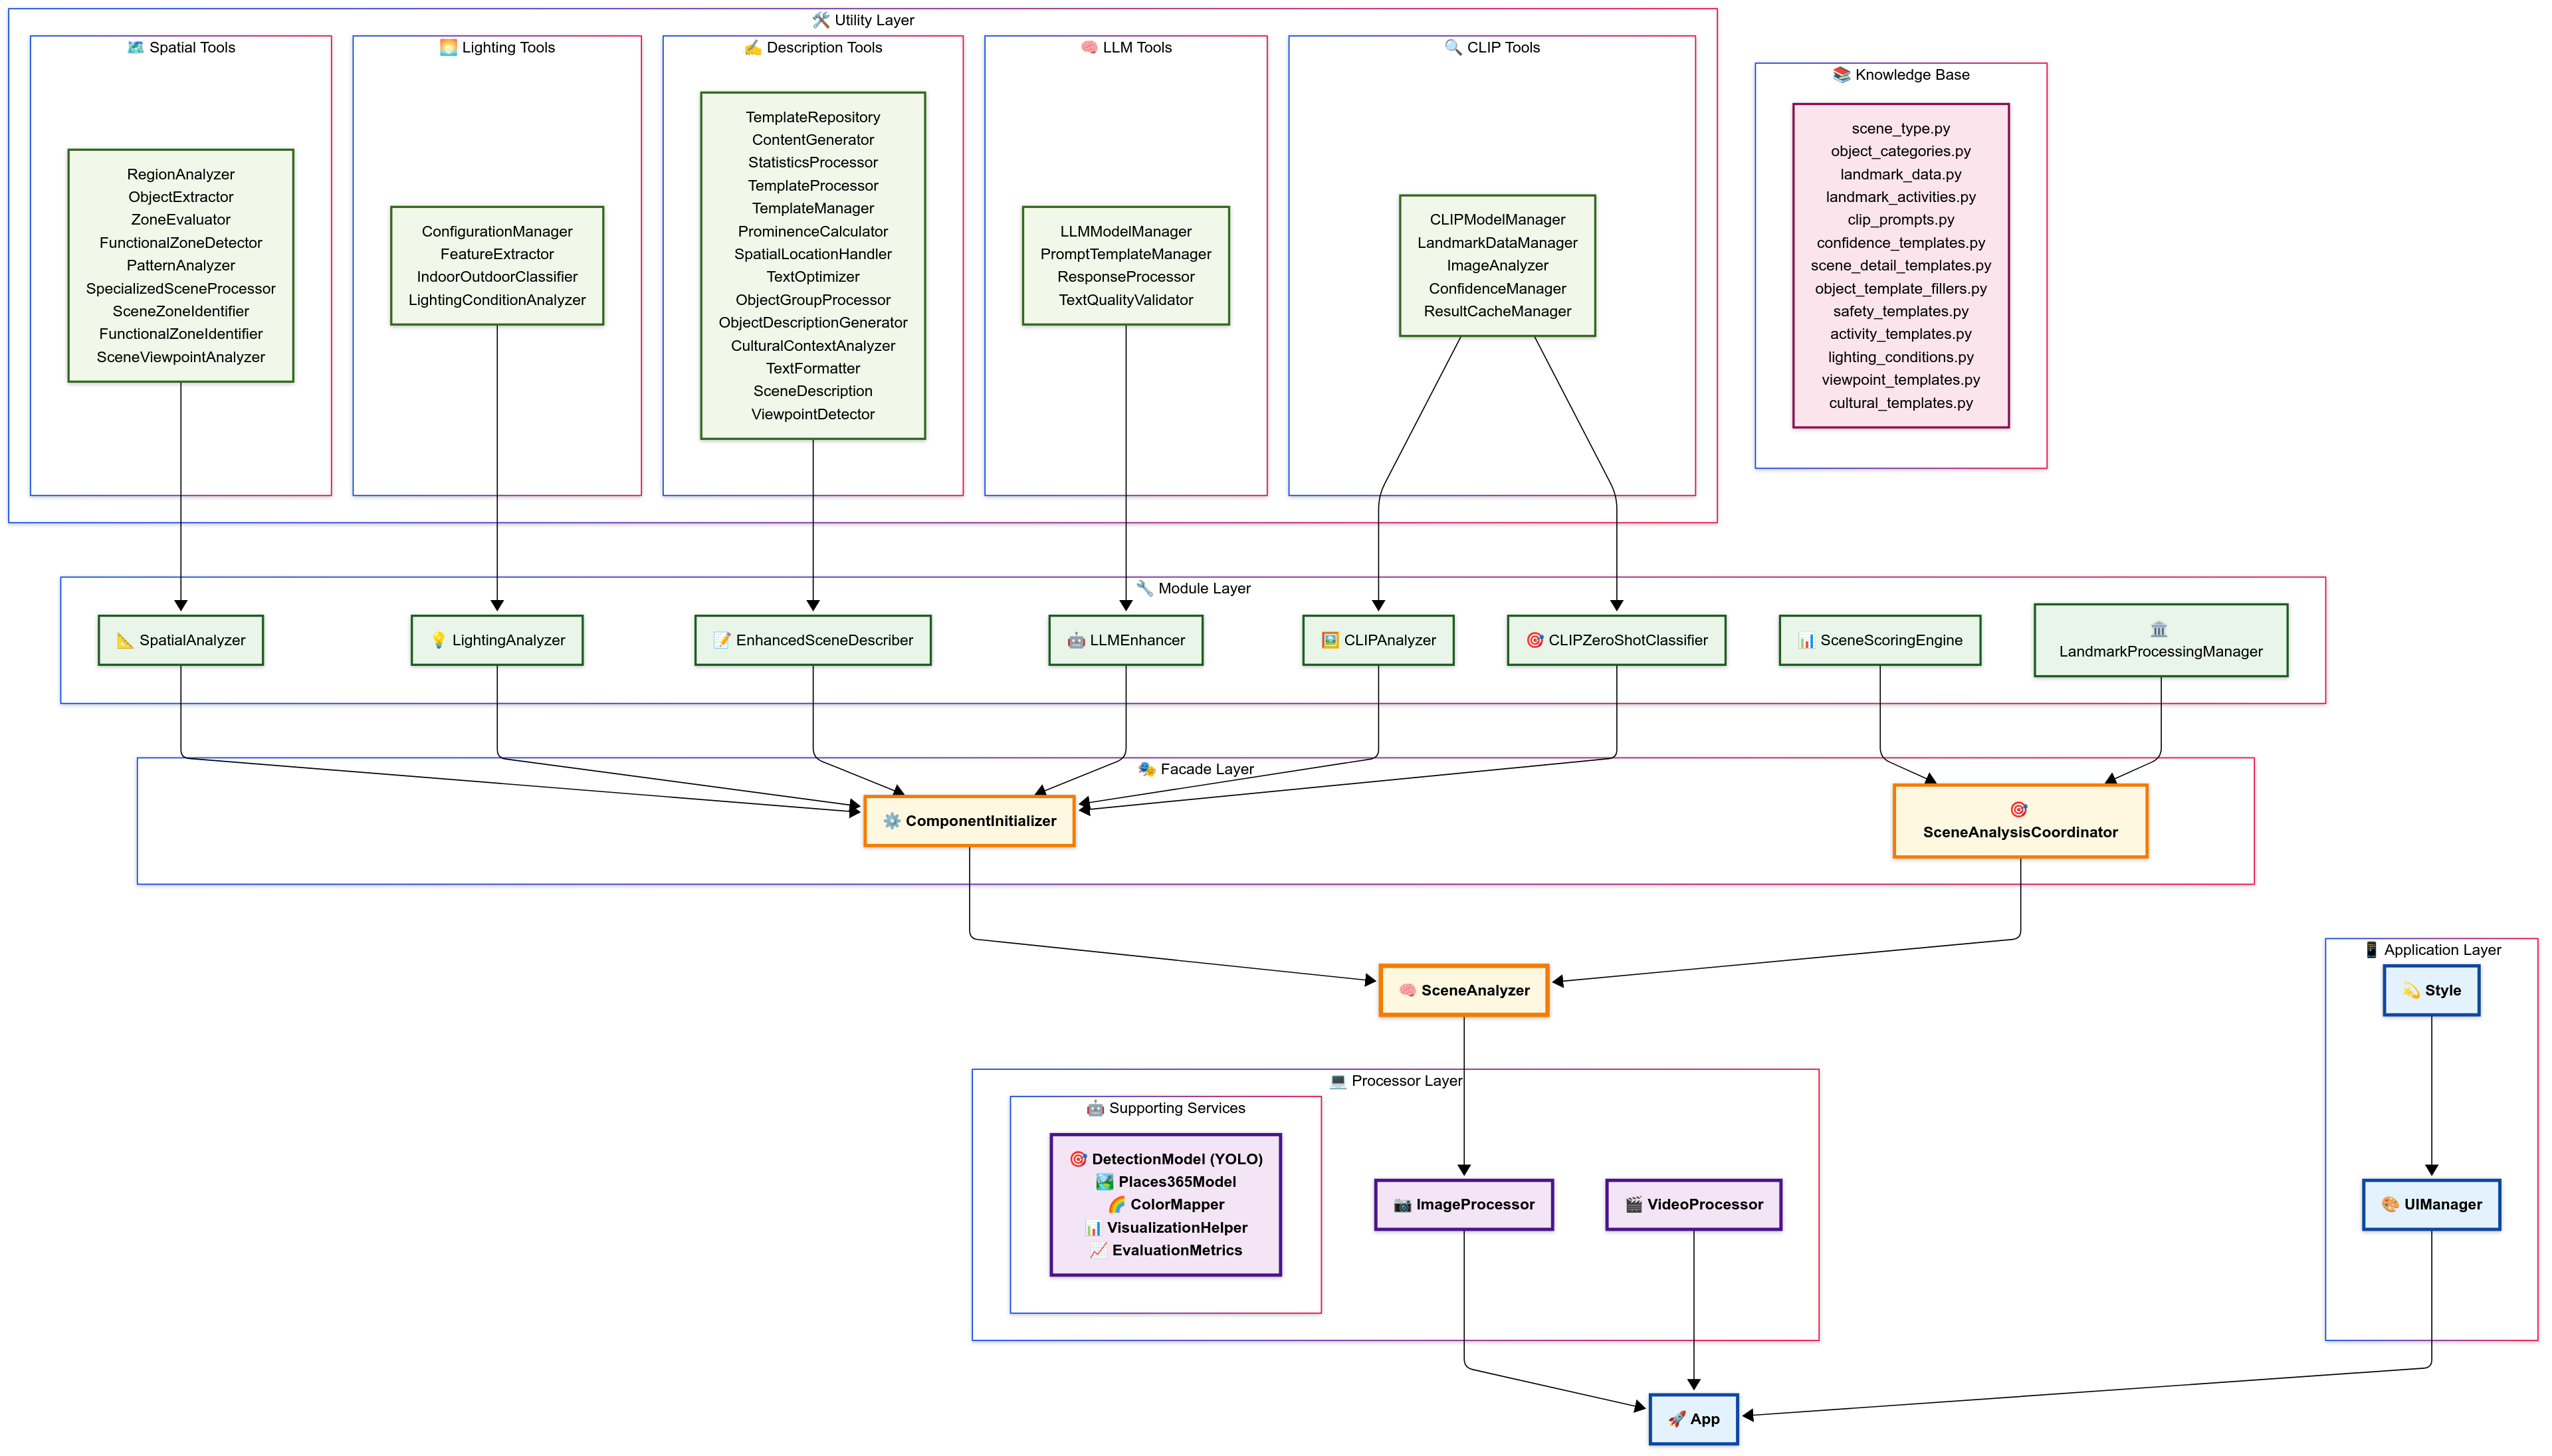 🛠️ Utility Layer
🗺️ Spatial Tools
RegionAnalyzer
ObjectExtractor
ZoneEvaluator
FunctionalZoneDetector
PatternAnalyzer
SpecializedSceneProcessor
SceneZoneIdentifier
FunctionalZoneIdentifier
SceneViewpointAnalyzer
🌅 Lighting Tools
ConfigurationManager
FeatureExtractor
IndoorOutdoorClassifier
LightingConditionAnalyzer
✍️ Description Tools
TemplateRepository
ContentGenerator
StatisticsProcessor
TemplateProcessor
TemplateManager
ProminenceCalculator
SpatialLocationHandler
TextOptimizer
ObjectGroupProcessor
ObjectDescriptionGenerator
CulturalContextAnalyzer
TextFormatter
SceneDescription
ViewpointDetector
🧠 LLM Tools
LLMModelManager
PromptTemplateManager
ResponseProcessor
TextQualityValidator
🔍 CLIP Tools
CLIPModelManager
LandmarkDataManager
ImageAnalyzer
ConfidenceManager
ResultCacheManager
📚 Knowledge Base
scene_type.py
object_categories.py
landmark_data.py
landmark_activities.py
clip_prompts.py
confidence_templates.py
scene_detail_templates.py
object_template_fillers.py
safety_templates.py
activity_templates.py
lighting_conditions.py
viewpoint_templates.py
cultural_templates.py
🔧 Module Layer
📐 SpatialAnalyzer
💡 LightingAnalyzer
📝 EnhancedSceneDescriber
🤖 LLMEnhancer
🖼️ CLIPAnalyzer
🎯 CLIPZeroShotClassifier
📊 SceneScoringEngine
🏛️
LandmarkProcessingManager
🎭 Facade Layer
⚙️ ComponentInitializer
🎯
SceneAnalysisCoordinator
🧠 SceneAnalyzer
📱 Application Layer
💫 Style
🎨 UIManager
💻 Processor Layer
🤖 Supporting Services
🎯 DetectionModel (YOLO)
🏞️ Places365Model
🌈 ColorMapper
📊 VisualizationHelper
📈 EvaluationMetrics
📷 ImageProcessor
🎬 VideoProcessor
🚀 App